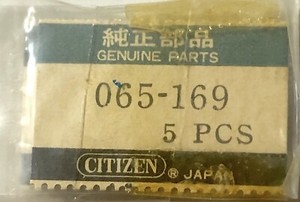 純正部品
GENUINE PARTS
065-169
5 PCS
CITIZEN® JAPAN